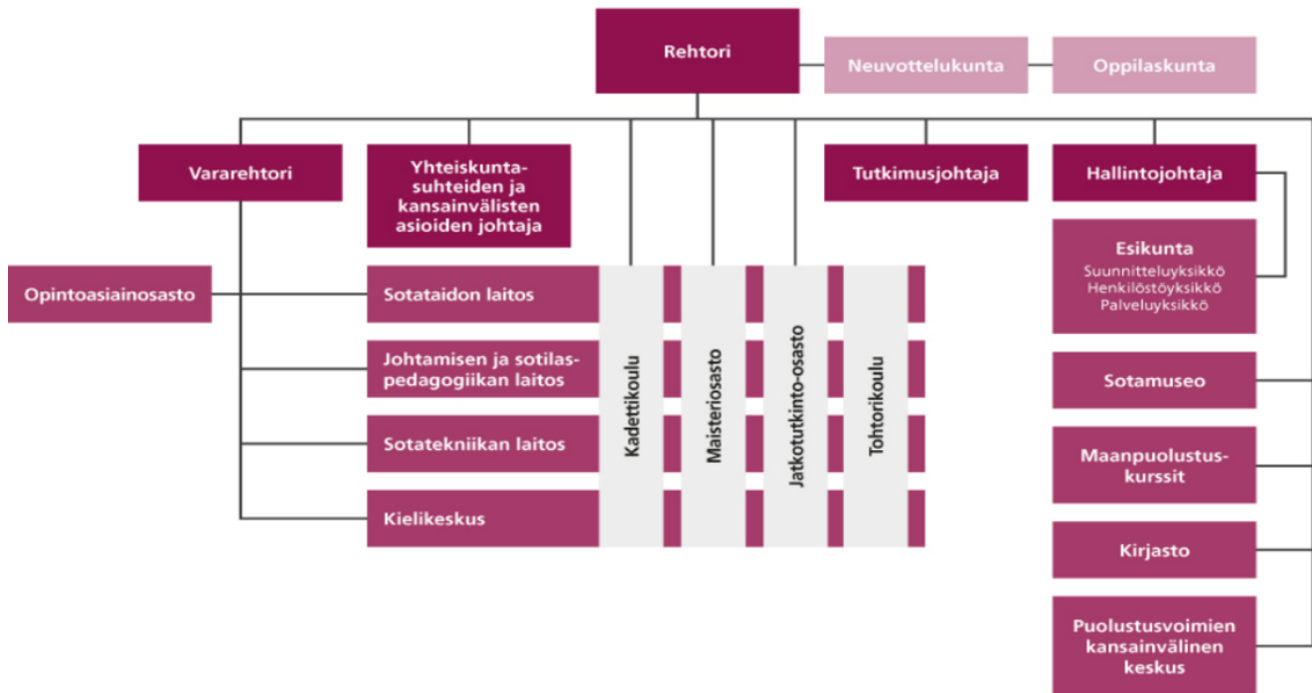 Rehtori
Neuvottelukunta
Oppilaskunta
Vararehtori
Yhteiskunta-
suhteiden ja
kansainvälisten
asioiden johtaja
Tutkimusjohtaja
Hallintojohtaja
Esikunta
Suunnitteluyksikkö
Henkilöstöyksikkö
Palveluyksikkö
Opintoasiainosasto
Sotataidon laitos
Johtamisen ja sotilas-
pedagogiikan laitos
Sotatekniikan laitos
Kielikeskus
Kadettikoulu
Maisteriosasto
Jatkotutkinto-osasto
Tohtorikoulu
Sotamuseo
Maanpuolustus-
kurssit
Kirjasto
Puolustusvoimien
kansainvälinen
keskus